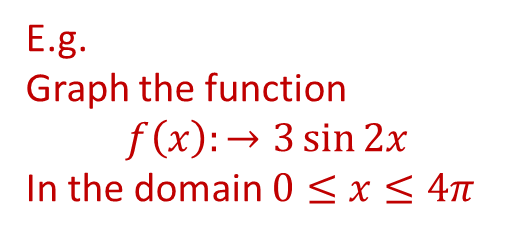 E.g.
Graph the function
f(x):→ 3 sin 2x
In the domain 0 ≤ x ≤ 4π